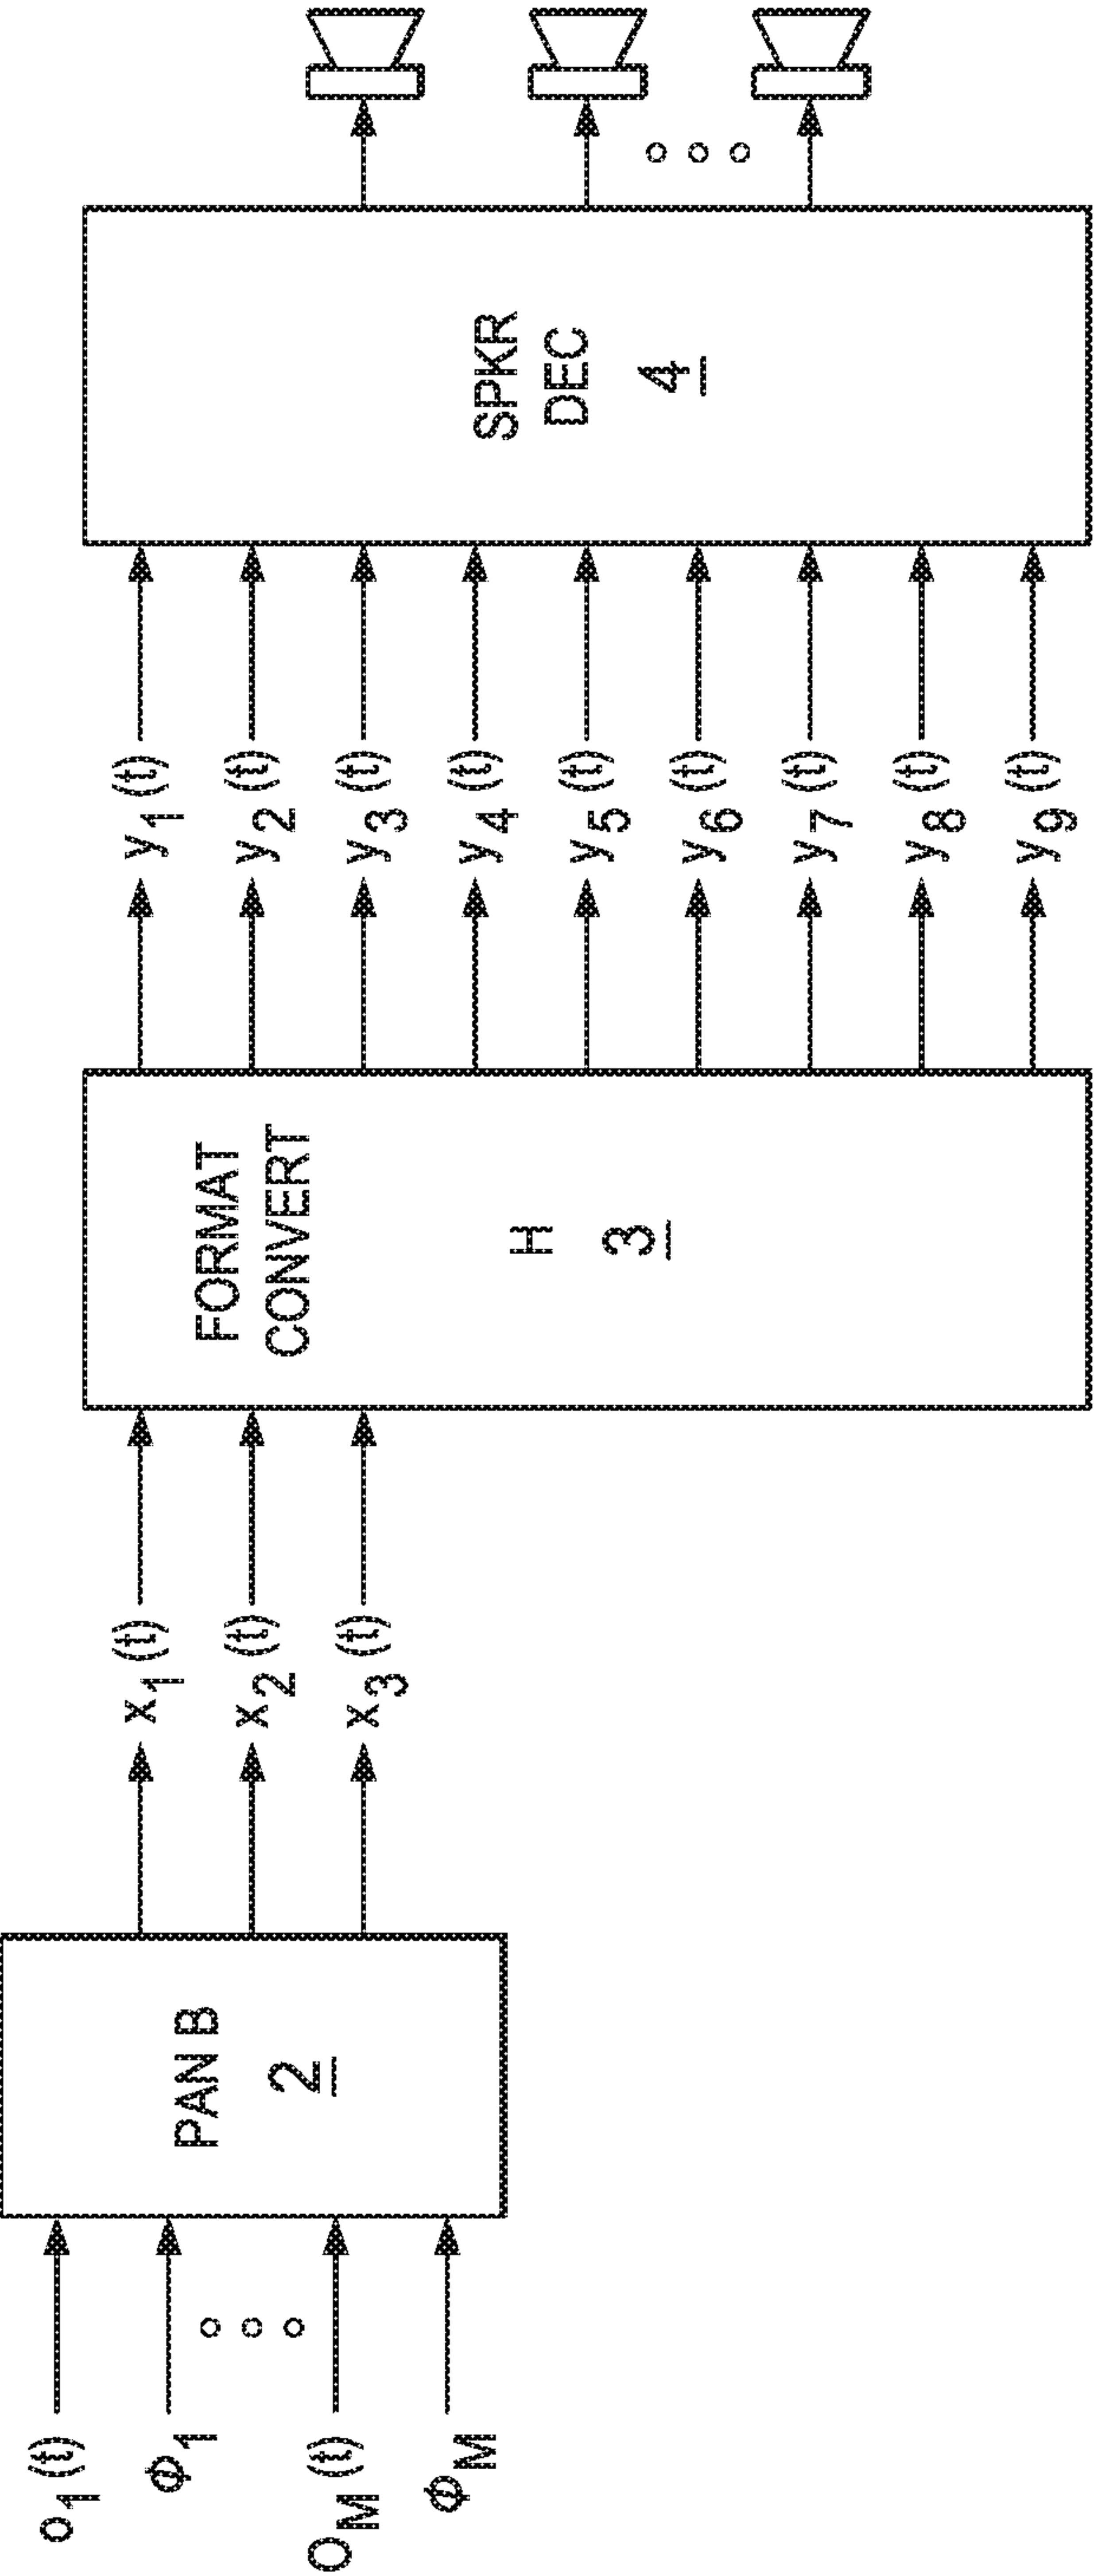 o1(t)
ϕ1
OM(t)
ϕM
PAN B
2
x1(t)
x2(t)
x3(t)
FORMAT
CONVERT
H 3
y1(t)
y2(t)
y3(t)
y4(t)
y5(t)
y6(t)
y7(t)
y8(t)
y9(t)
SPKR
DEC
4